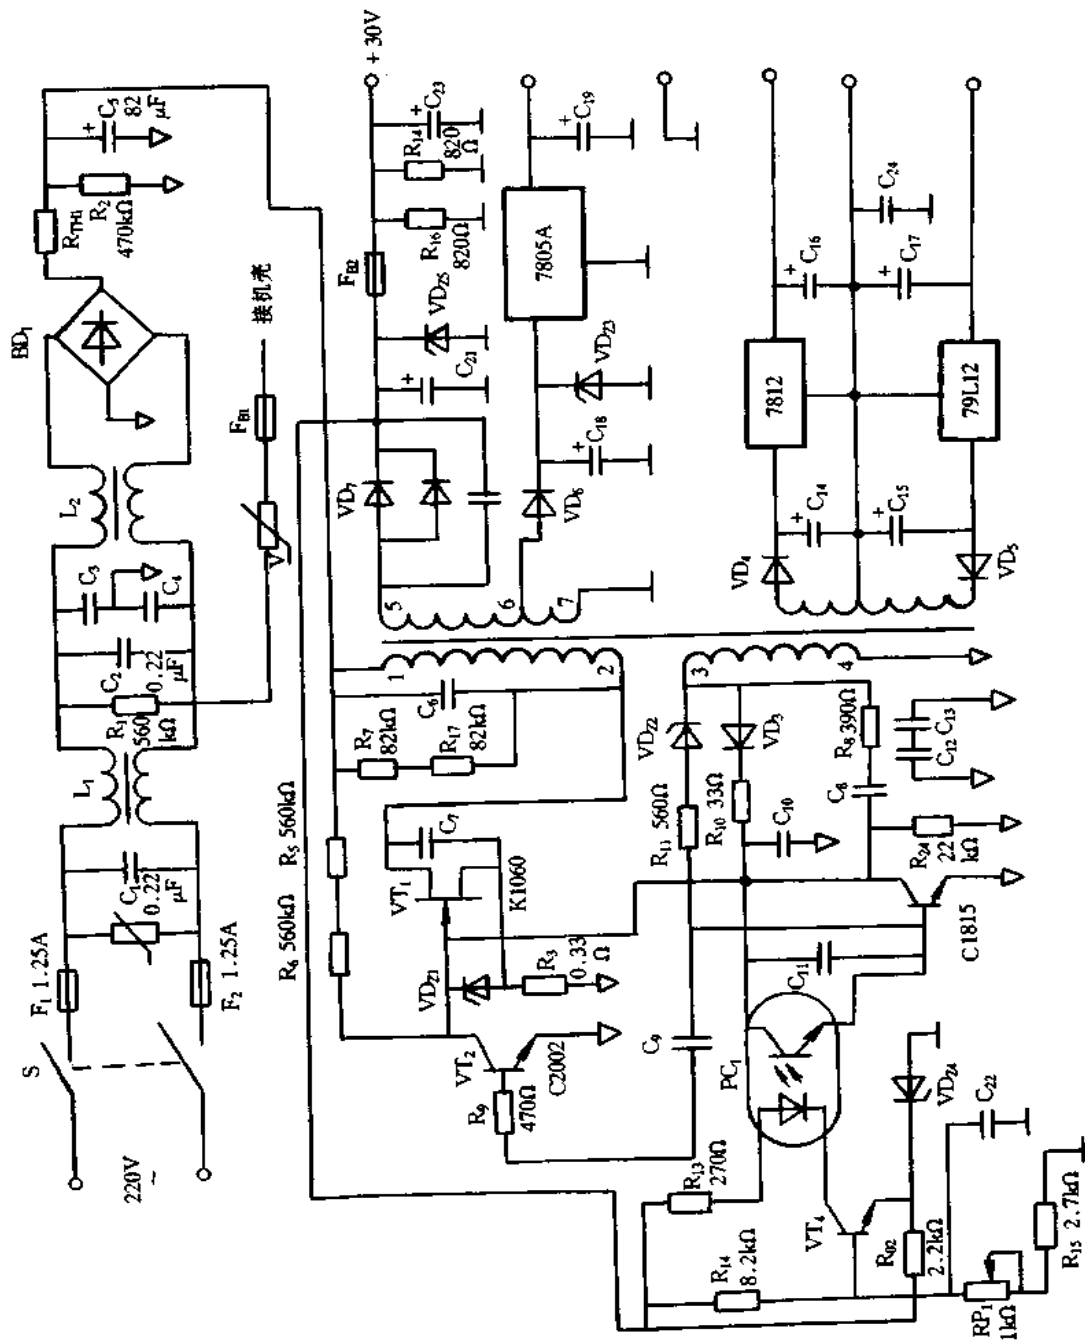 S
220V
~
F₁ 1.25A
F₂ 1.25A
C₁
0.22
μF
L₁
R₁
560
kΩ
C₂
0.22
μF
C₃
C₄
L₂
V
FB1
接机壳
BD₁
RTH1
R₂
470kΩ
+
C₅
82
μF
R₆ 560kΩ
R₅ 560kΩ
R₇
82kΩ
R₁₇
82kΩ
C₆
1
2
VT₁
C₇
K1060
VD₂₁
R₃
0.33
Ω
VT₂
C2002
R₉
470Ω
5
6
7
VD₇
+
C₂₁
VD₂₅
FB2
R₁₆
820Ω
R₁₄
820
Ω
+
C₂₃
+30V
VD₆
+
C₁₈
VD₂₃
7805A
+
C₁₉
3
4
VD₂₂
R₁₁ 560Ω
VD₃
R₁₀ 33Ω
C₁₀
R₈ 390Ω
C₈
R₂₄
22
kΩ
C₁₂
C₁₃
C1815
C₉
C₁₁
PC₁
VD₄
+
C₁₄
+
C₁₅
VD₅
7812
79L12
+
C₁₆
+
C₁₇
C₂₄
R₁₃
270Ω
R₁₄
8.2kΩ
VT₄
R₀₂
2.2kΩ
VD₂₄
C₂₂
RP₁
1kΩ
R₁₅ 2.7kΩ